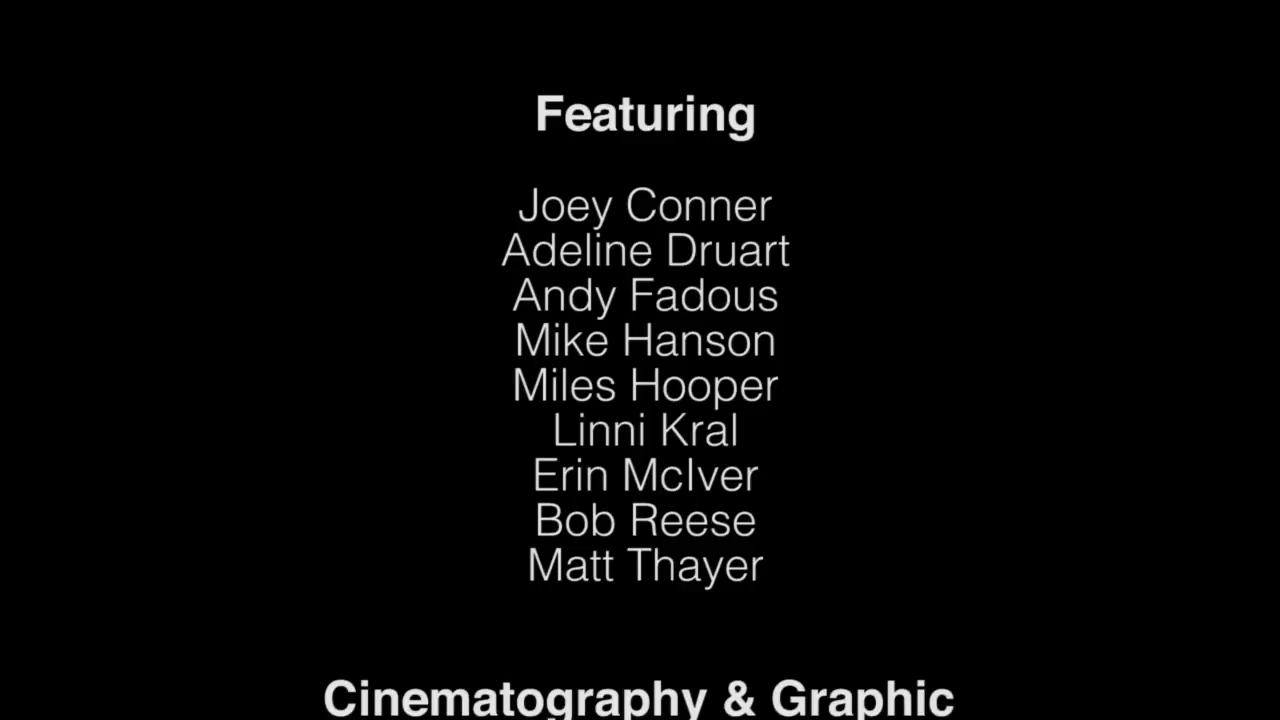 Featuring
Joey Conner
Adeline Druart
Andy Fadous
Mike Hanson
Miles Hooper
Linni Kral
Erin McIver
Bob Reese
Matt Thayer
Cinematography & Graphic